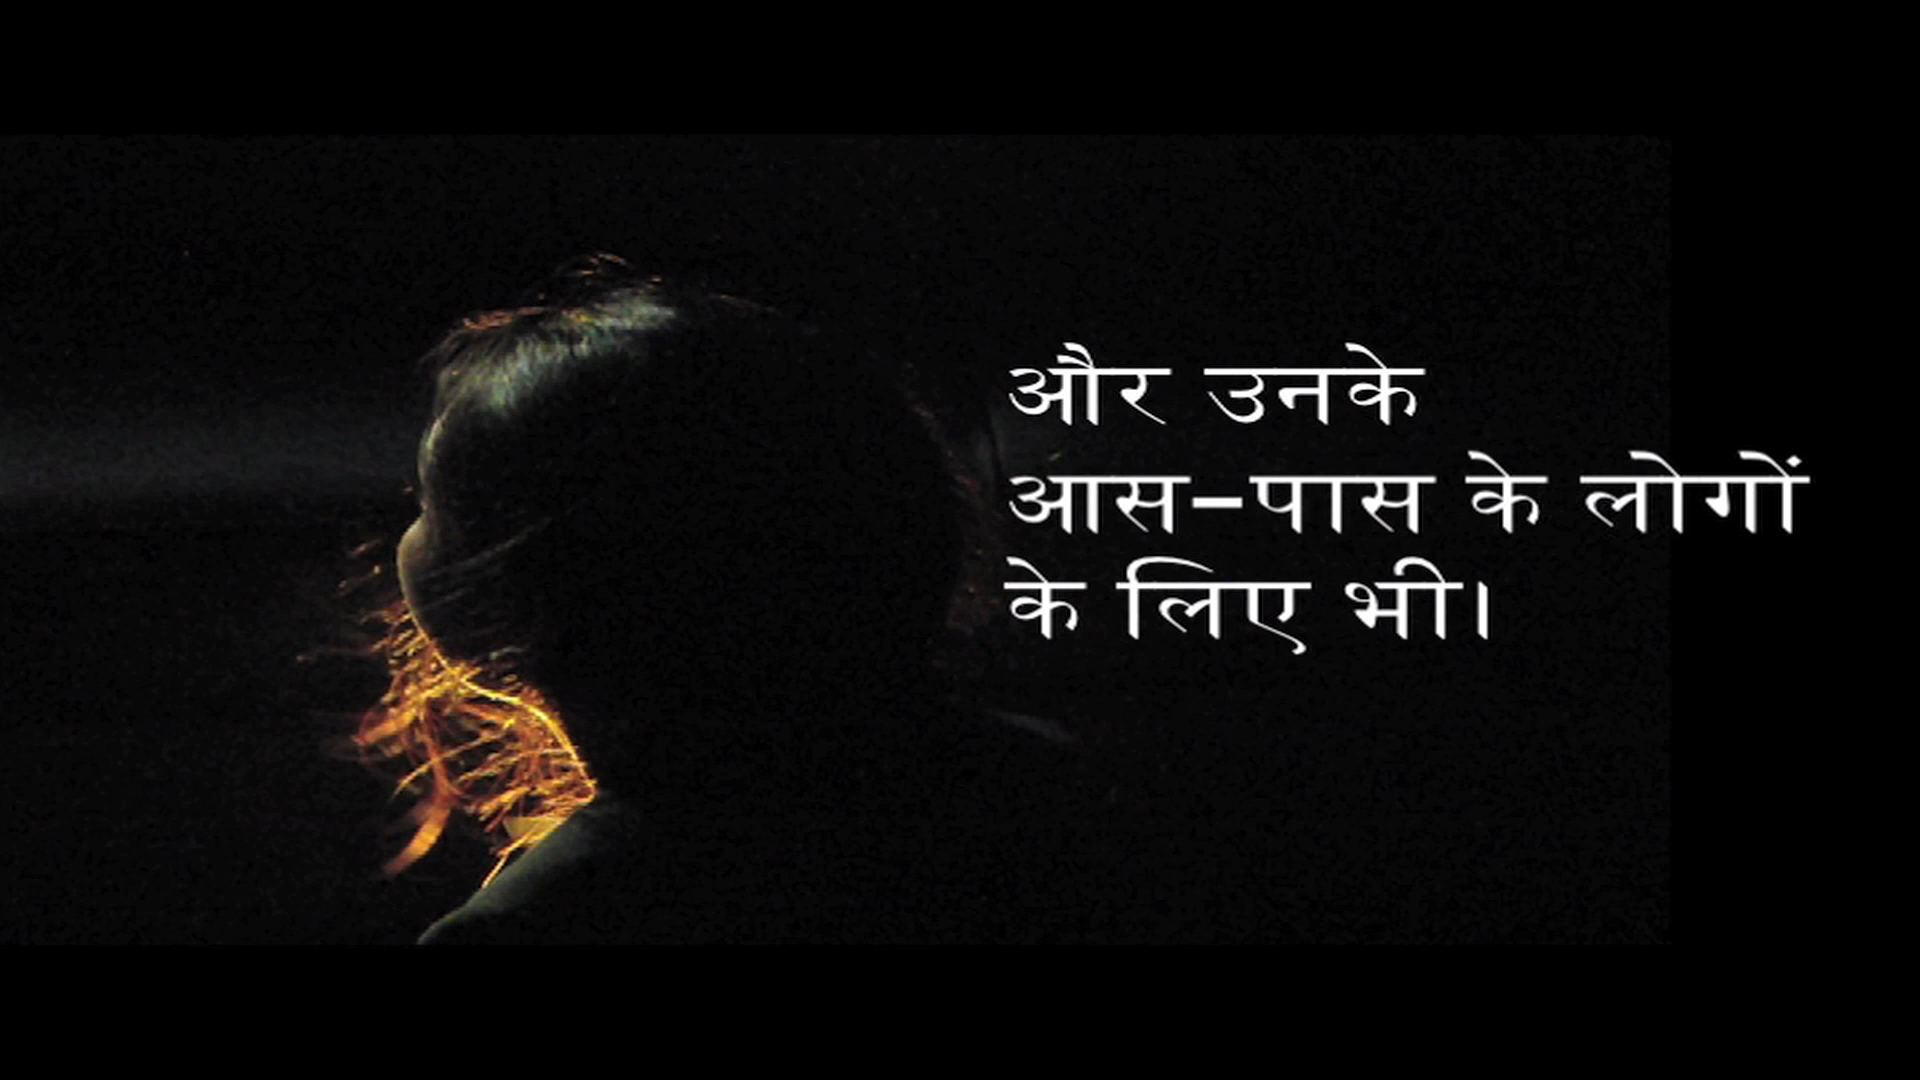 और उनके
आस-पास के लोगों
के लिए भी।